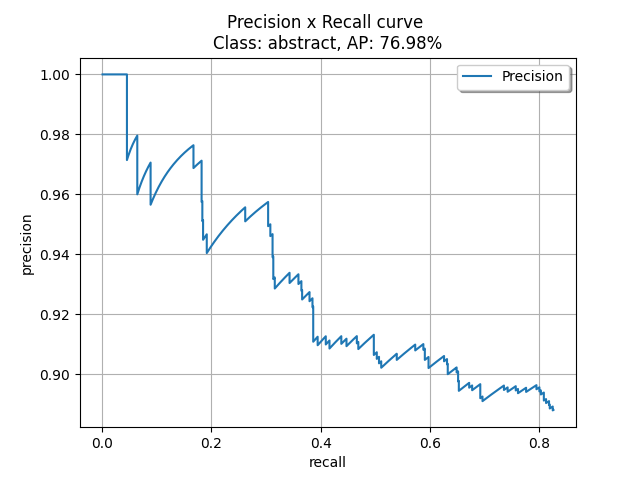 Precision x Recall curve
Class: abstract, AP: 76.98%
Precision
1.00
0.98
0.96
0.94
0.92
0.90
precision
0.0 0.2 0.4 0.6 0.8
recall